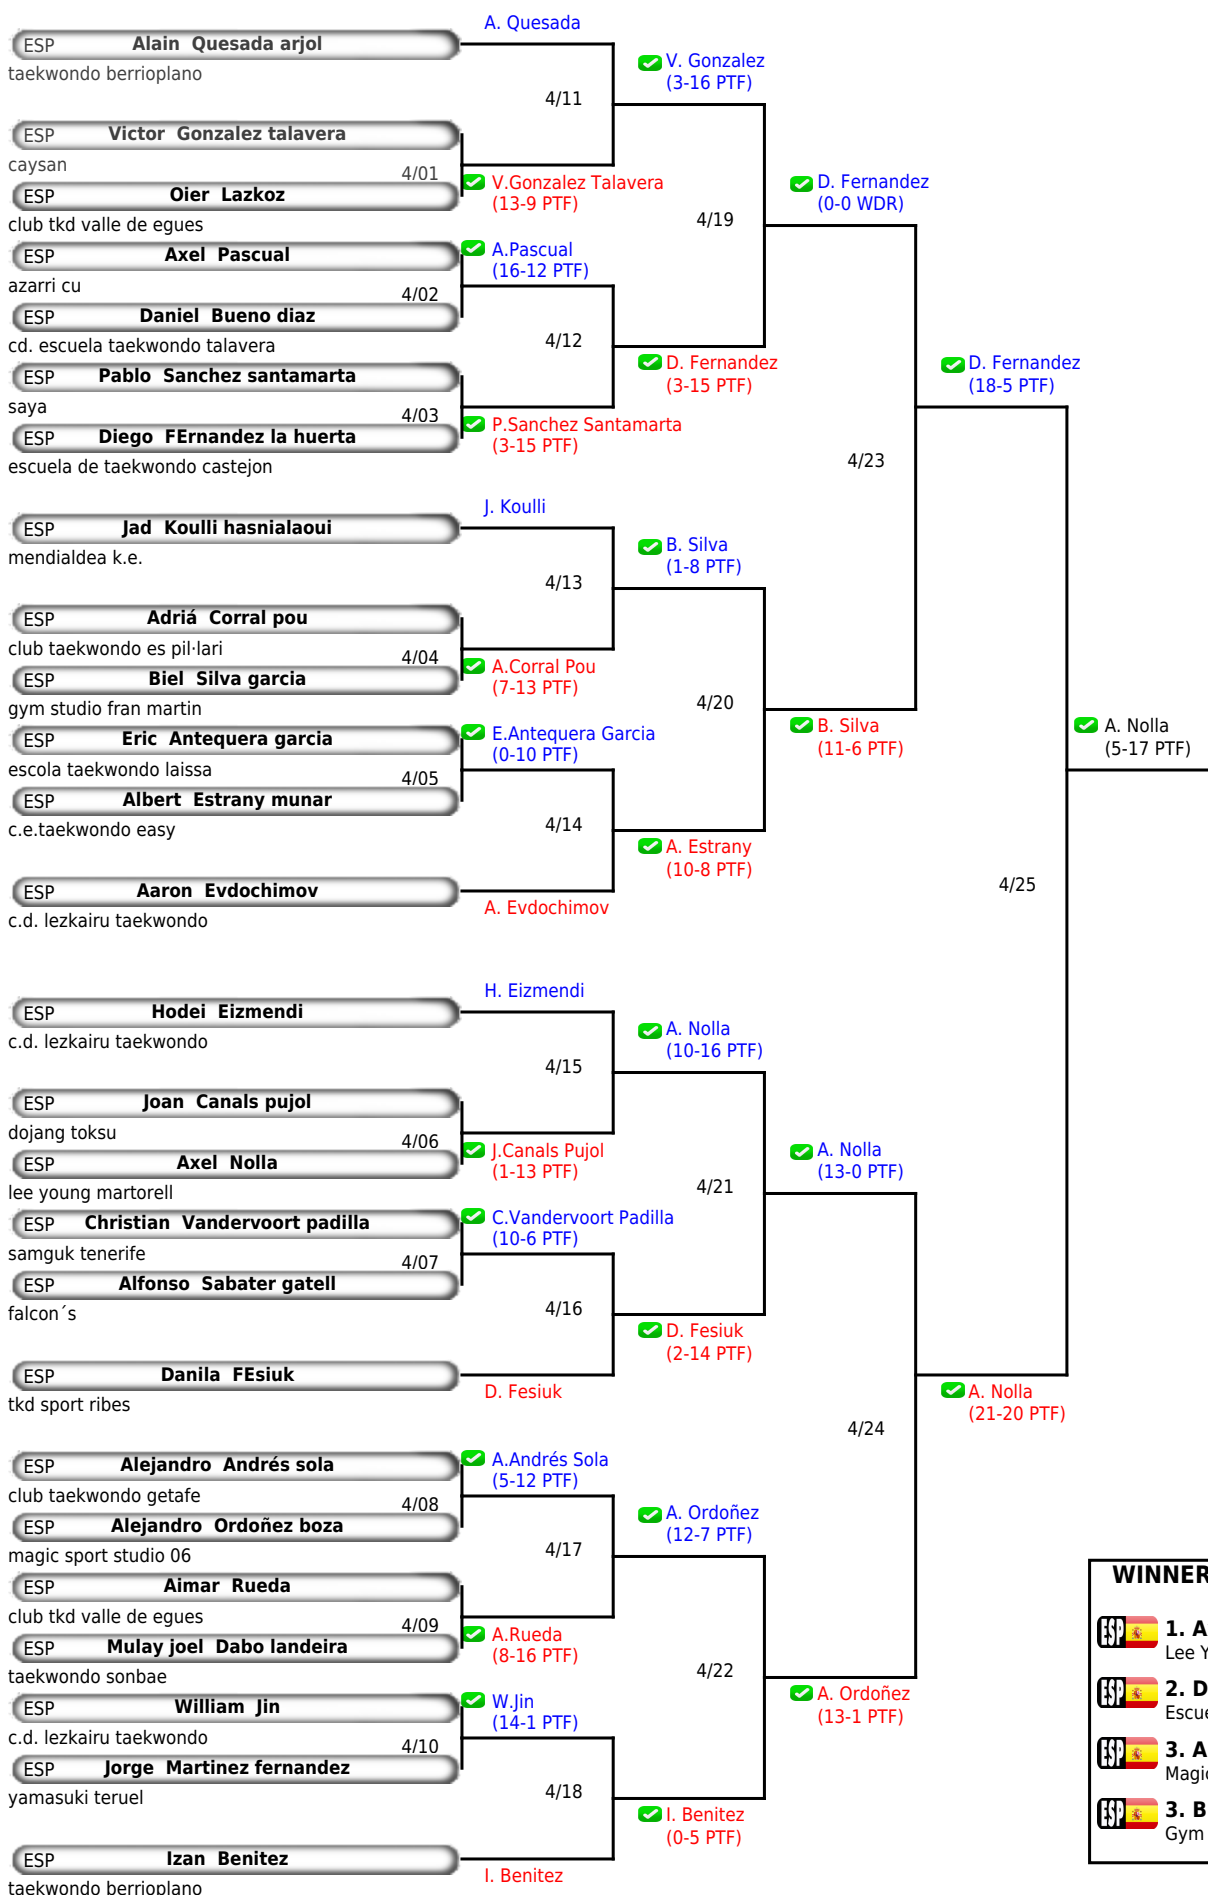 A. Quesada
ESP Alain Quesada arjol
taekwondo berrioplano
V. Gonzalez
(3-16 PTF)
4/11
ESP Victor Gonzalez talavera
caysan
4/01
V.Gonzalez Talavera
(13-9 PTF)
ESP Oier Lazkoz
club tkd valle de egues
D. Fernandez
(0-0 WDR)
4/19
ESP Axel Pascual
azarri cu
A.Pascual
(16-12 PTF)
4/02
ESP Daniel Bueno diaz
cd. escuela taekwondo talavera
4/12
D. Fernandez
(3-15 PTF)
ESP Pablo Sanchez santamarta
saya
4/03
P.Sanchez Santamarta
(3-15 PTF)
ESP Diego FErnandez la huerta
escuela de taekwondo castejon
D. Fernandez
(18-5 PTF)
4/23
J. Koulli
ESP Jad Koulli hasnialaoui
mendialdea k.e.
B. Silva
(1-8 PTF)
4/13
ESP Adriá Corral pou
club taekwondo es pil·lari
4/04
A.Corral Pou
(7-13 PTF)
ESP Biel Silva garcia
gym studio fran martin
4/20
B. Silva
(11-6 PTF)
ESP Eric Antequera garcia
escola taekwondo laissa
E.Antequera Garcia
(0-10 PTF)
4/05
ESP Albert Estrany munar
c.e.taekwondo easy
4/14
A. Estrany
(10-8 PTF)
ESP Aaron Evdochimov
c.d. lezkairu taekwondo
A. Evdochimov
A. Nolla
(5-17 PTF)
4/25
H. Eizmendi
ESP Hodei Eizmendi
c.d. lezkairu taekwondo
A. Nolla
(10-16 PTF)
4/15
ESP Joan Canals pujol
dojang toksu
4/06
J.Canals Pujol
(1-13 PTF)
ESP Axel Nolla
lee young martorell
A. Nolla
(13-0 PTF)
4/21
ESP Christian Vandervoort padilla
samguk tenerife
C.Vandervoort Padilla
(10-6 PTF)
4/07
ESP Alfonso Sabater gatell
falcon´s
4/16
D. Fesiuk
(2-14 PTF)
ESP Danila FEsiuk
tkd sport ribes
D. Fesiuk
A. Nolla
(21-20 PTF)
4/24
ESP Alejandro Andrés sola
club taekwondo getafe
A.Andrés Sola
(5-12 PTF)
4/08
ESP Alejandro Ordoñez boza
magic sport studio 06
A. Ordoñez
(12-7 PTF)
4/17
ESP Aimar Rueda
club tkd valle de egues
4/09
A.Rueda
(8-16 PTF)
ESP Mulay joel Dabo landeira
taekwondo sonbae
4/22
A. Ordoñez
(13-1 PTF)
ESP William Jin
c.d. lezkairu taekwondo
W.Jin
(14-1 PTF)
4/10
ESP Jorge Martinez fernandez
yamasuki teruel
4/18
I. Benitez
(0-5 PTF)
ESP Izan Benitez
taekwondo berrioplano
I. Benitez
WINNER
ESP 1. A
Lee Y
ESP 2. D
Escue
ESP 3. A
Magic
ESP 3. B
Gym